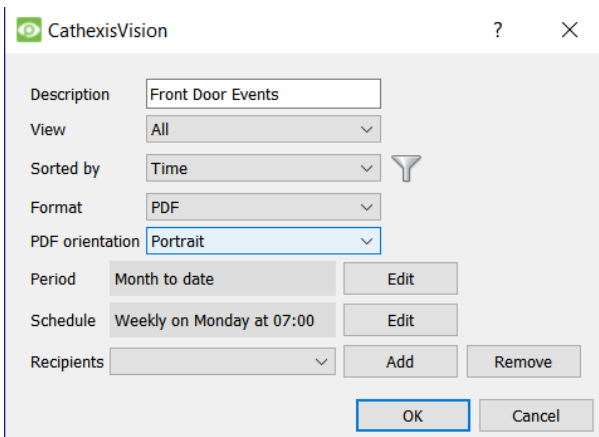 CathexisVision ?
Description Front Door Events
View All
Sorted by Time
Format PDF
PDF orientation Portrait
Period Month to date Edit
Schedule Weekly on Monday at 07:00 Edit
Recipients Add Remove
OK Cancel